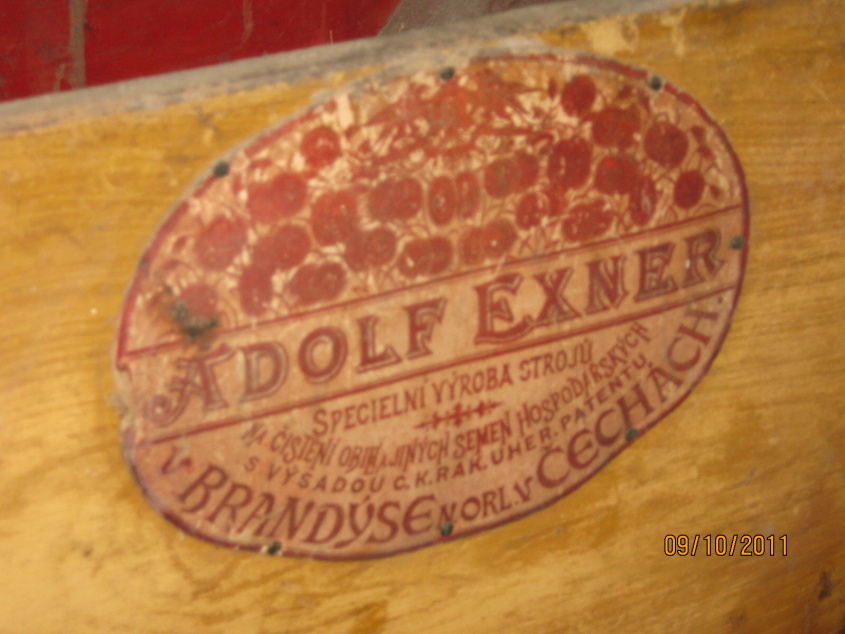 ADOLF EXNER
SPECIELNÍ VÝROBA STROJŮ
NA ČISTĚNÍ OBILÍ A JINÝCH SEMEN HOSPODÁŘSKÝCH
S VÝSADOU C.K.RAK.UHER.PATENTU.
V BRANDÝSE N.ORL.V ČECHÁCH.
09/10/2011